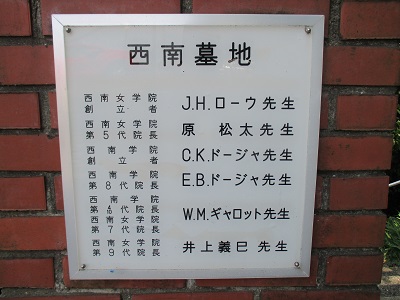 西南墓地
西南女学院
創立者 J.H.ローウ先生
西南女学院
第5代院長 原 松太先生
西南学院
創立者 C.K.ドージャ先生
西南学院
第8代院長 E.B.ドージャ先生
西南学院
第4代院長
西南女学院
第7代院長 W.M.ギャロット先生
西南女学院
第9代院長 井上義巳 先生